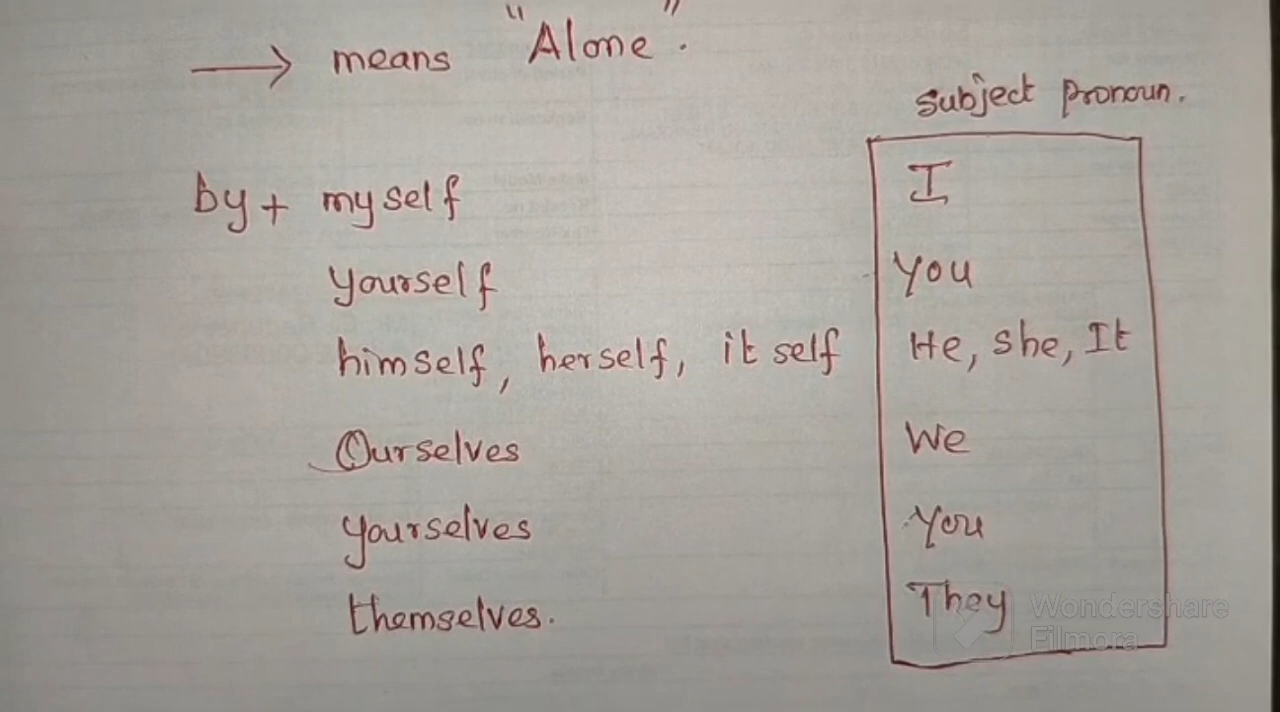 → means "Alone".
subject pronoun.
by + myself I
yourself You
himself, herself, it self He, she, It
Ourselves We
yourselves You
themselves. They
Wondershare
Filmora